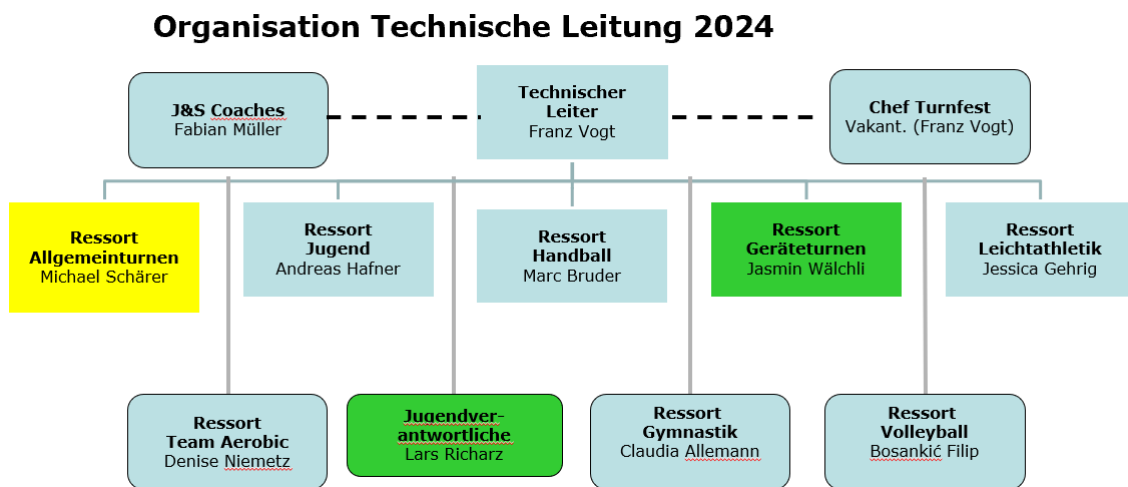 Organisation Technische Leitung 2024
J&S Coaches
Fabian Müller
Technischer
Leiter
Franz Vogt
Chef Turnfest
Vakant. (Franz Vogt)
Ressort
Allgemeinturnen
Michael Schärer
Ressort
Jugend
Andreas Hafner
Ressort
Handball
Marc Bruder
Ressort
Geräteturnen
Jasmin Wälchli
Ressort
Leichtathletik
Jessica Gehrig
Ressort
Team Aerobic
Denise Niemetz
Jugendver-
antwortliche
Lars Richarz
Ressort
Gymnastik
Claudia Allemann
Ressort
Volleyball
Bosankić Filip